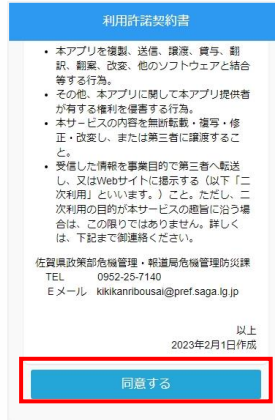 利用許諾契約書
• 本アプリを複製、送信、譲渡、貸与、翻
訳、翻案、改変、他のソフトウェアと結合
等する行為。
• その他、本アプリに関して本アプリ提供者
が有する権利を侵害する行為。
• 本サービスの内容を無断転載・複写・修
正・改変し、または第三者に譲渡するこ
と。
• 受信した情報を事業目的で第三者へ転送
し、又はWebサイトに掲示する（以下「二
次利用」といいます。）こと。ただし、二
次利用の目的が本サービスの趣旨に沿う場
合は、この限りではありません。詳しく
は、下記まで御連絡ください。
佐賀県政策部危機管理・報道局危機管理防災課
TEL 0952-25-7140
Eメール kikikanribousai@pref.saga.lg.jp
以上
2023年2月1日作成
同意する